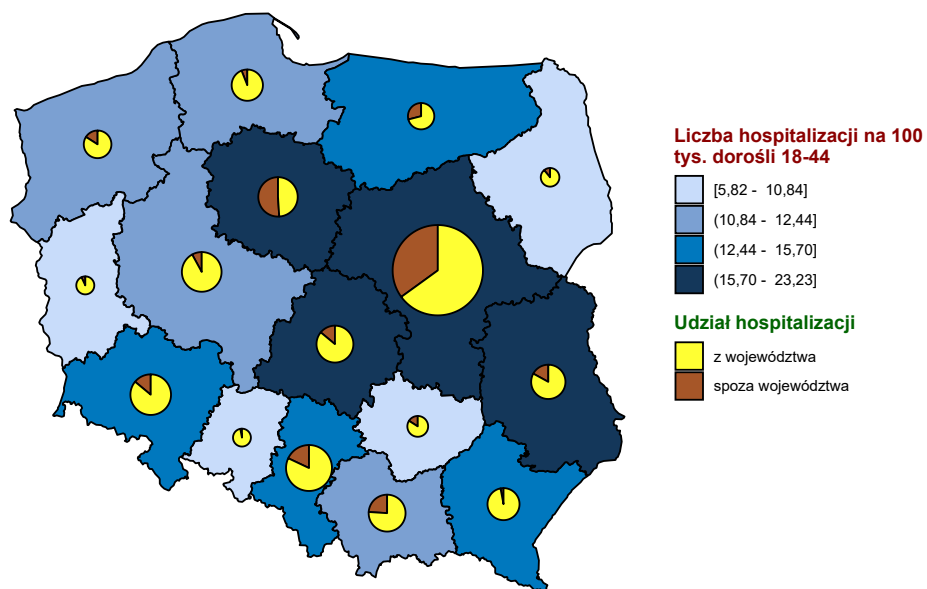 Liczba hospitalizacji na 100
tys. dorośli 18-44
[5,82 - 10,84]
(10,84 - 12,44]
(12,44 - 15,70]
(15,70 - 23,23]
Udział hospitalizacji
z województwa
spoza województwa